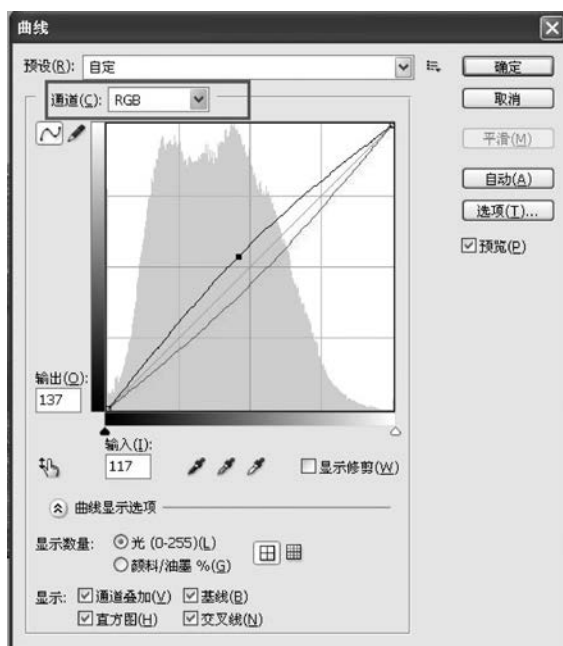 曲线
预设(R): 自定
确定
通道(C): RGB
取消
平滑(M)
自动(A)
选项(T)...
预览(P)
输出(O):
137
输入(I):
117
显示修剪(W)
曲线显示选项
显示数量: 光 (0-255)(L)
颜料/油墨 %(G)
显示: 通道叠加(V) 基线(B)
直方图(H) 交叉线(N)